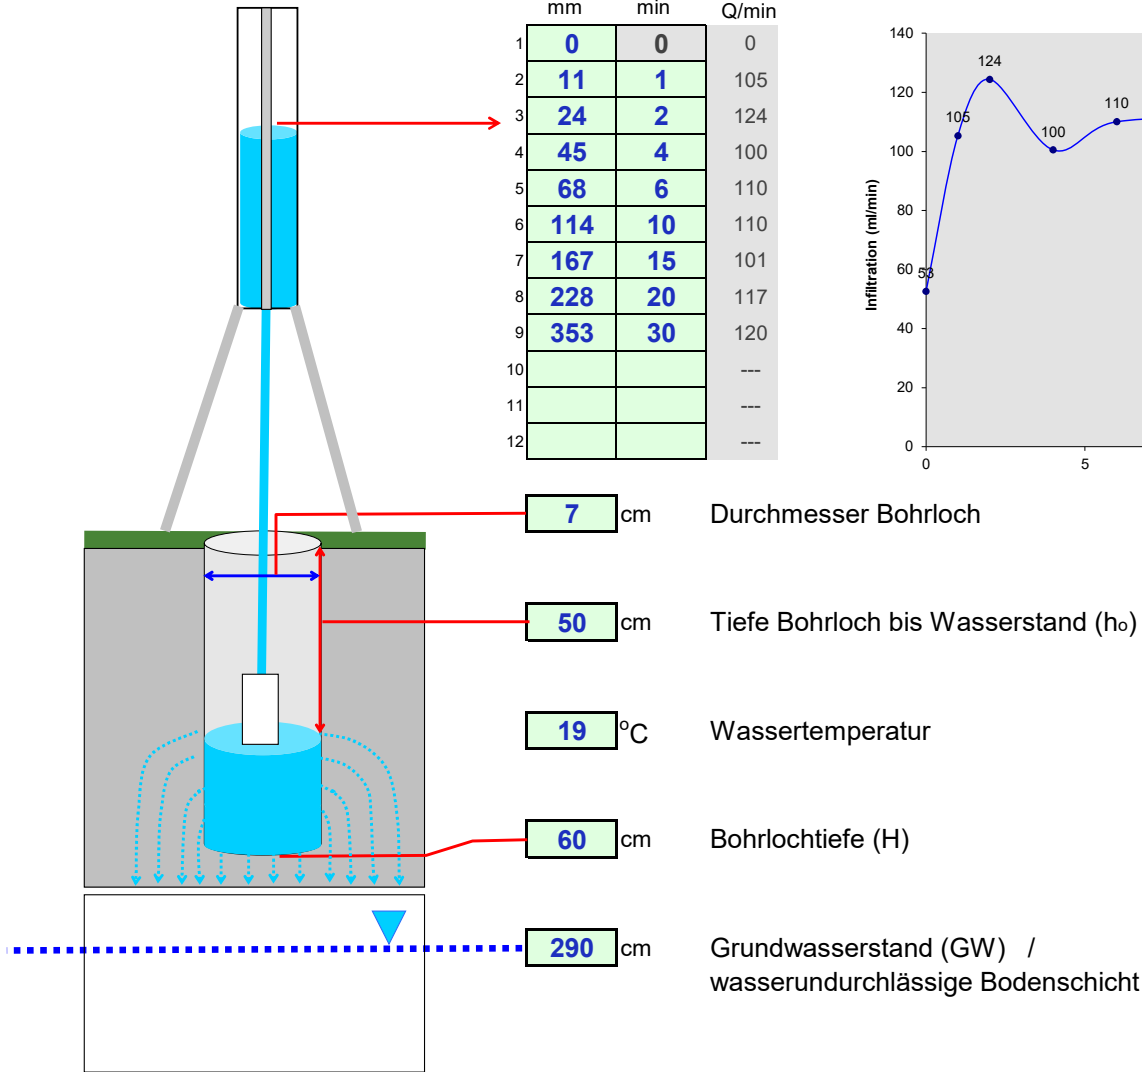 mm min Q/min
1 0 0 0
2 11 1 105
3 24 2 124
4 45 4 100
5 68 6 110
6 114 10 110
7 167 15 101
8 228 20 117
9 353 30 120
10 ---
11 ---
12 ---
Infiltration (ml/min)
140
120
100
80
60
40
20
0
0 5
53
105
124
100
110
7 cm Durchmesser Bohrloch
50 cm Tiefe Bohrloch bis Wasserstand (ho)
19 °C Wassertemperatur
60 cm Bohrlochtiefe (H)
290 cm Grundwasserstand (GW) /
wasserundurchlässige Bodenschicht